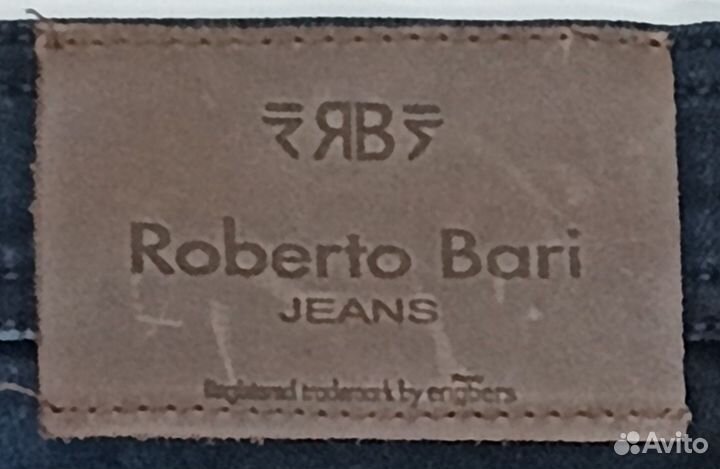 ЯB
Roberto Bari
JEANS
Registered trademark by engbers
Avito